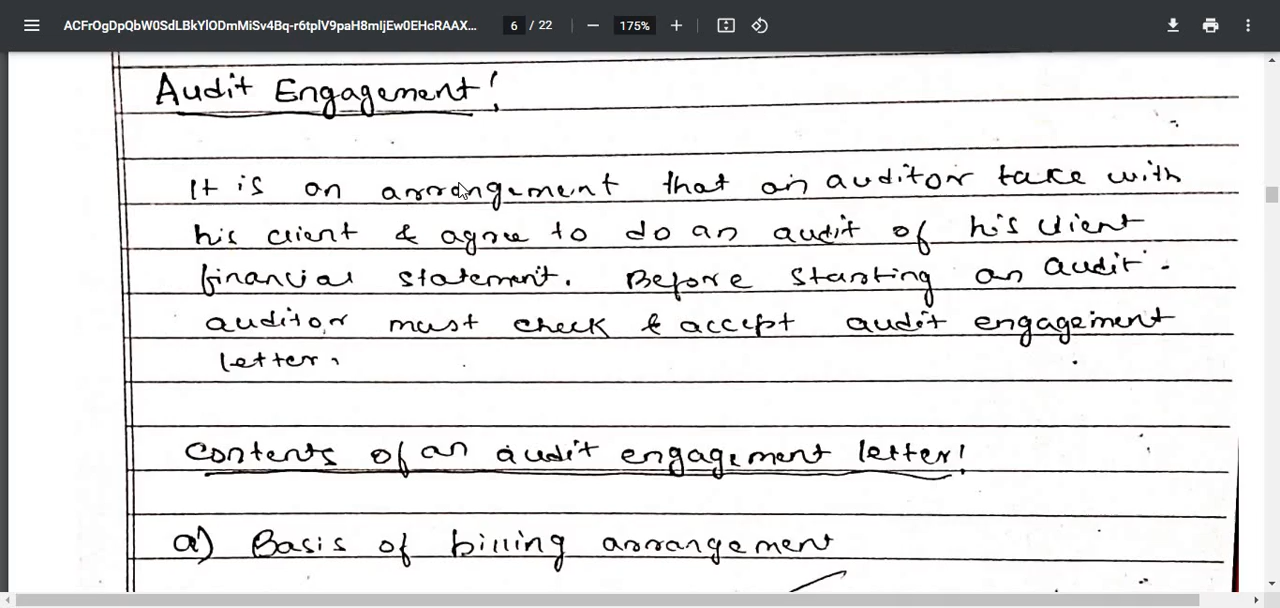 ACFrOgDpQbW0SdLBkYlODmMiSv4Bq-r6tplV9paH8mljEw0EHcRAAX... 6 / 22 175%
Audit Engagement:
It is an arrangement that an auditor take with
his client & agree to do an audit of his client
financial statement. Before starting an audit.
auditor must check & accept audit engagement
letter.
Contents of an audit engagement letter:
a) Basis of billing arrangement